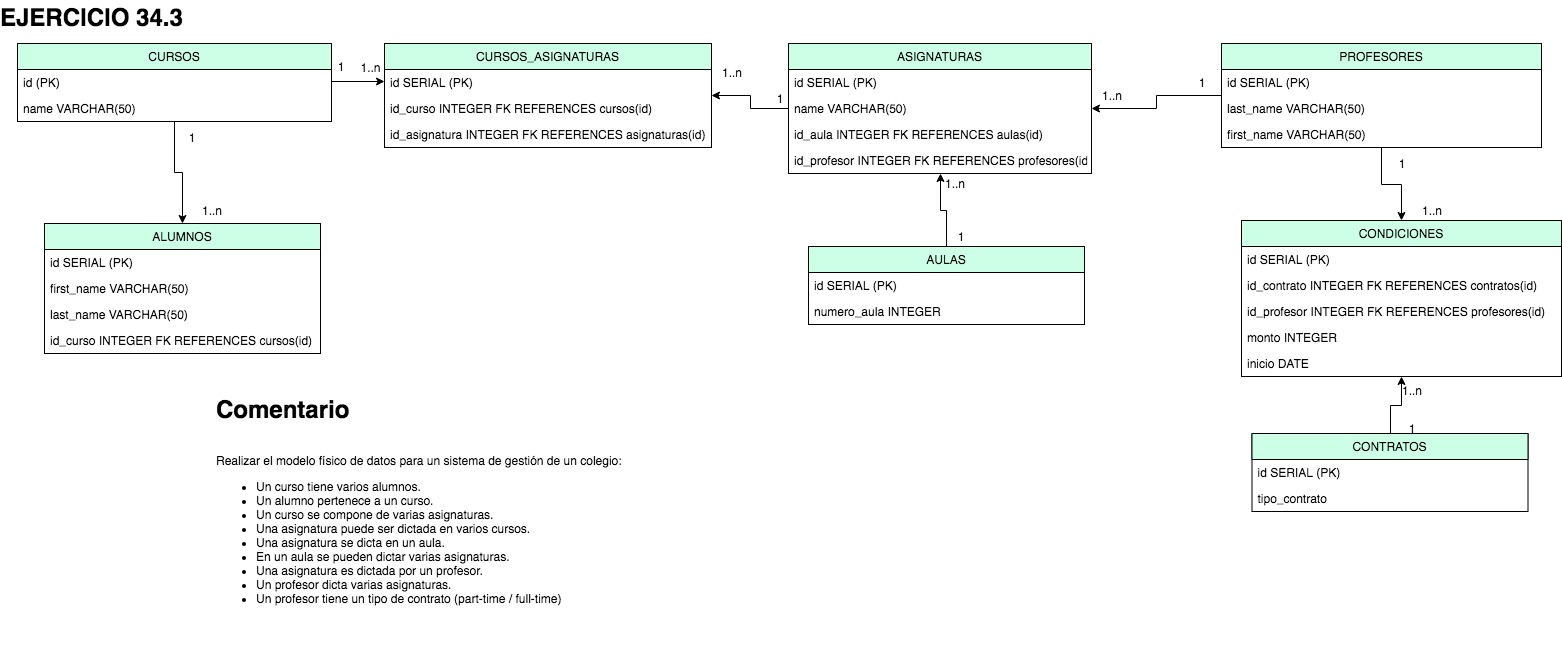 EJERCICIO 34.3
CURSOS
id (PK)
name VARCHAR(50)
1
1..n
CURSOS_ASIGNATURAS
id SERIAL (PK)
id_curso INTEGER FK REFERENCES cursos(id)
id_asignatura INTEGER FK REFERENCES asignaturas(id)
1..n
1
ASIGNATURAS
id SERIAL (PK)
name VARCHAR(50)
id_aula INTEGER FK REFERENCES aulas(id)
id_profesor INTEGER FK REFERENCES profesores(id
1..n
1
PROFESORES
id SERIAL (PK)
last_name VARCHAR(50)
first_name VARCHAR(50)
1
1..n
ALUMNOS
id SERIAL (PK)
first_name VARCHAR(50)
last_name VARCHAR(50)
id_curso INTEGER FK REFERENCES cursos(id)
1..n
1
AULAS
id SERIAL (PK)
numero_aula INTEGER
1
1..n
CONDICIONES
id SERIAL (PK)
id_contrato INTEGER FK REFERENCES contratos(id)
id_profesor INTEGER FK REFERENCES profesores(id)
monto INTEGER
inicio DATE
1..n
1
CONTRATOS
id SERIAL (PK)
tipo_contrato
Comentario
Realizar el modelo físico de datos para un sistema de gestión de un colegio:
• Un curso tiene varios alumnos.
• Un alumno pertenece a un curso.
• Un curso se compone de varias asignaturas.
• Una asignatura puede ser dictada en varios cursos.
• Una asignatura se dicta en un aula.
• En un aula se pueden dictar varias asignaturas.
• Una asignatura es dictada por un profesor.
• Un profesor dicta varias asignaturas.
• Un profesor tiene un tipo de contrato (part-time / full-time)